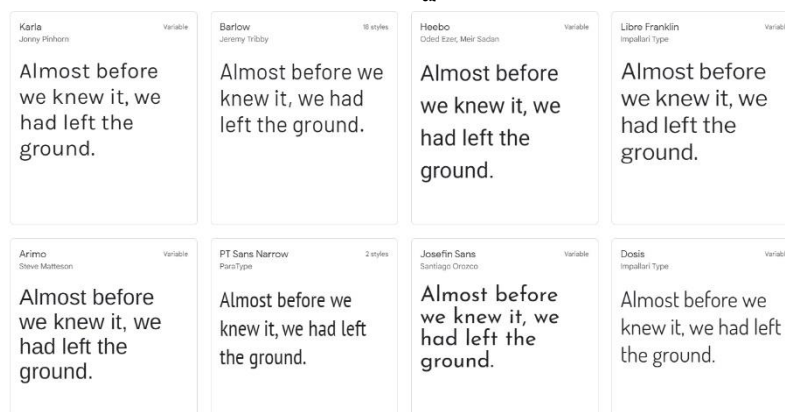 Karla Variable
Jonny Pinhorn
Almost before
we knew it, we
had left the
ground.
Barlow 18 styles
Jeremy Tribby
Almost before we
knew it, we had
left the ground.
Heebo Variable
Oded Ezer, Meir Sadan
Almost before
we knew it, we
had left the
ground.
Libre Franklin
Impallari Type
Almost before
we knew it, we
had left the
ground.
Arimo Variable
Steve Matteson
Almost before
we knew it, we
had left the
ground.
PT Sans Narrow 2 styles
ParaType
Almost before we
knew it, we had left
the ground.
Josefin Sans Variable
Santiago Orozco
Almost before
we knew it, we
had left the
ground.
Dosis
Impallari Type
Almost before we
knew it, we had left
the ground.